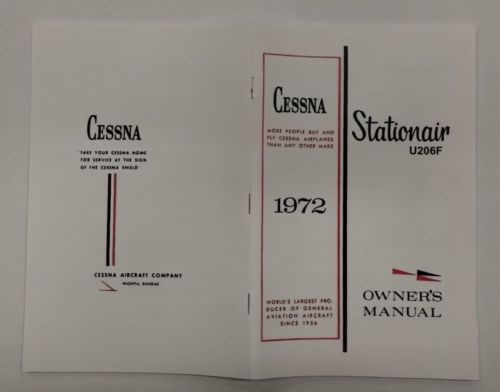 CESSNA
TAKE YOUR CESSNA HOME
FOR SERVICE AT THE SIGN
OF THE CESSNA SHIELD
CESSNA AIRCRAFT COMPANY
WICHITA, KANSAS
CESSNA
MORE PEOPLE BUY AND
FLY CESSNA AIRPLANES
THAN ANY OTHER MAKE
1972
WORLD'S LARGEST PRO-
DUCER OF GENERAL
AVIATION AIRCRAFT
SINCE 1956
Stationair
U206F
OWNER'S
MANUAL